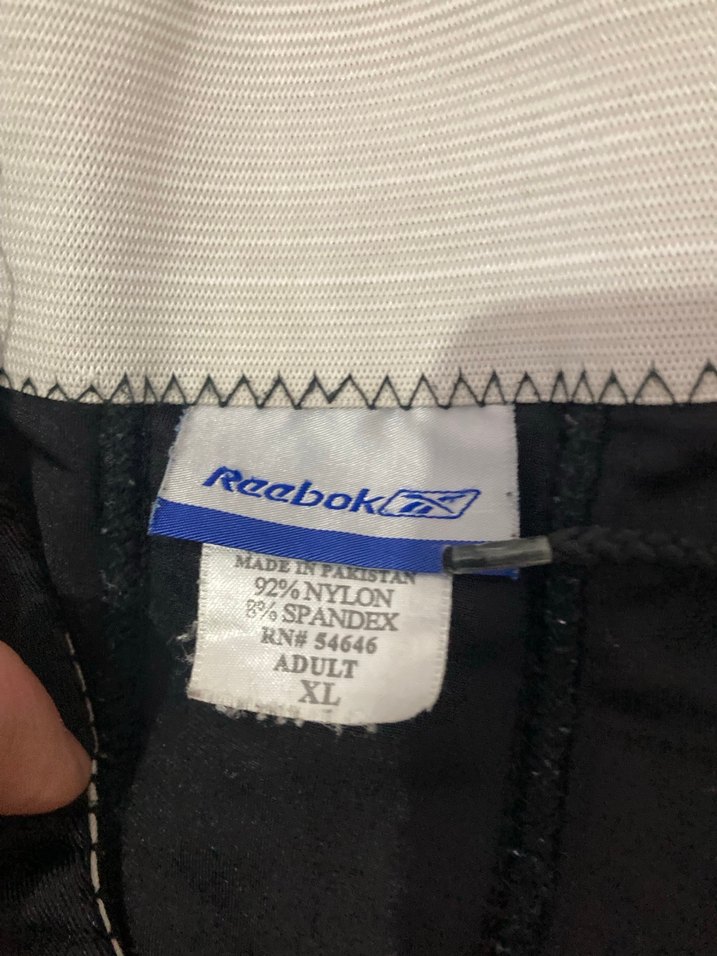 Reebok
MADE IN PAKISTAN
92% NYLON
8% SPANDEX
RN# 54646
ADULT
XL